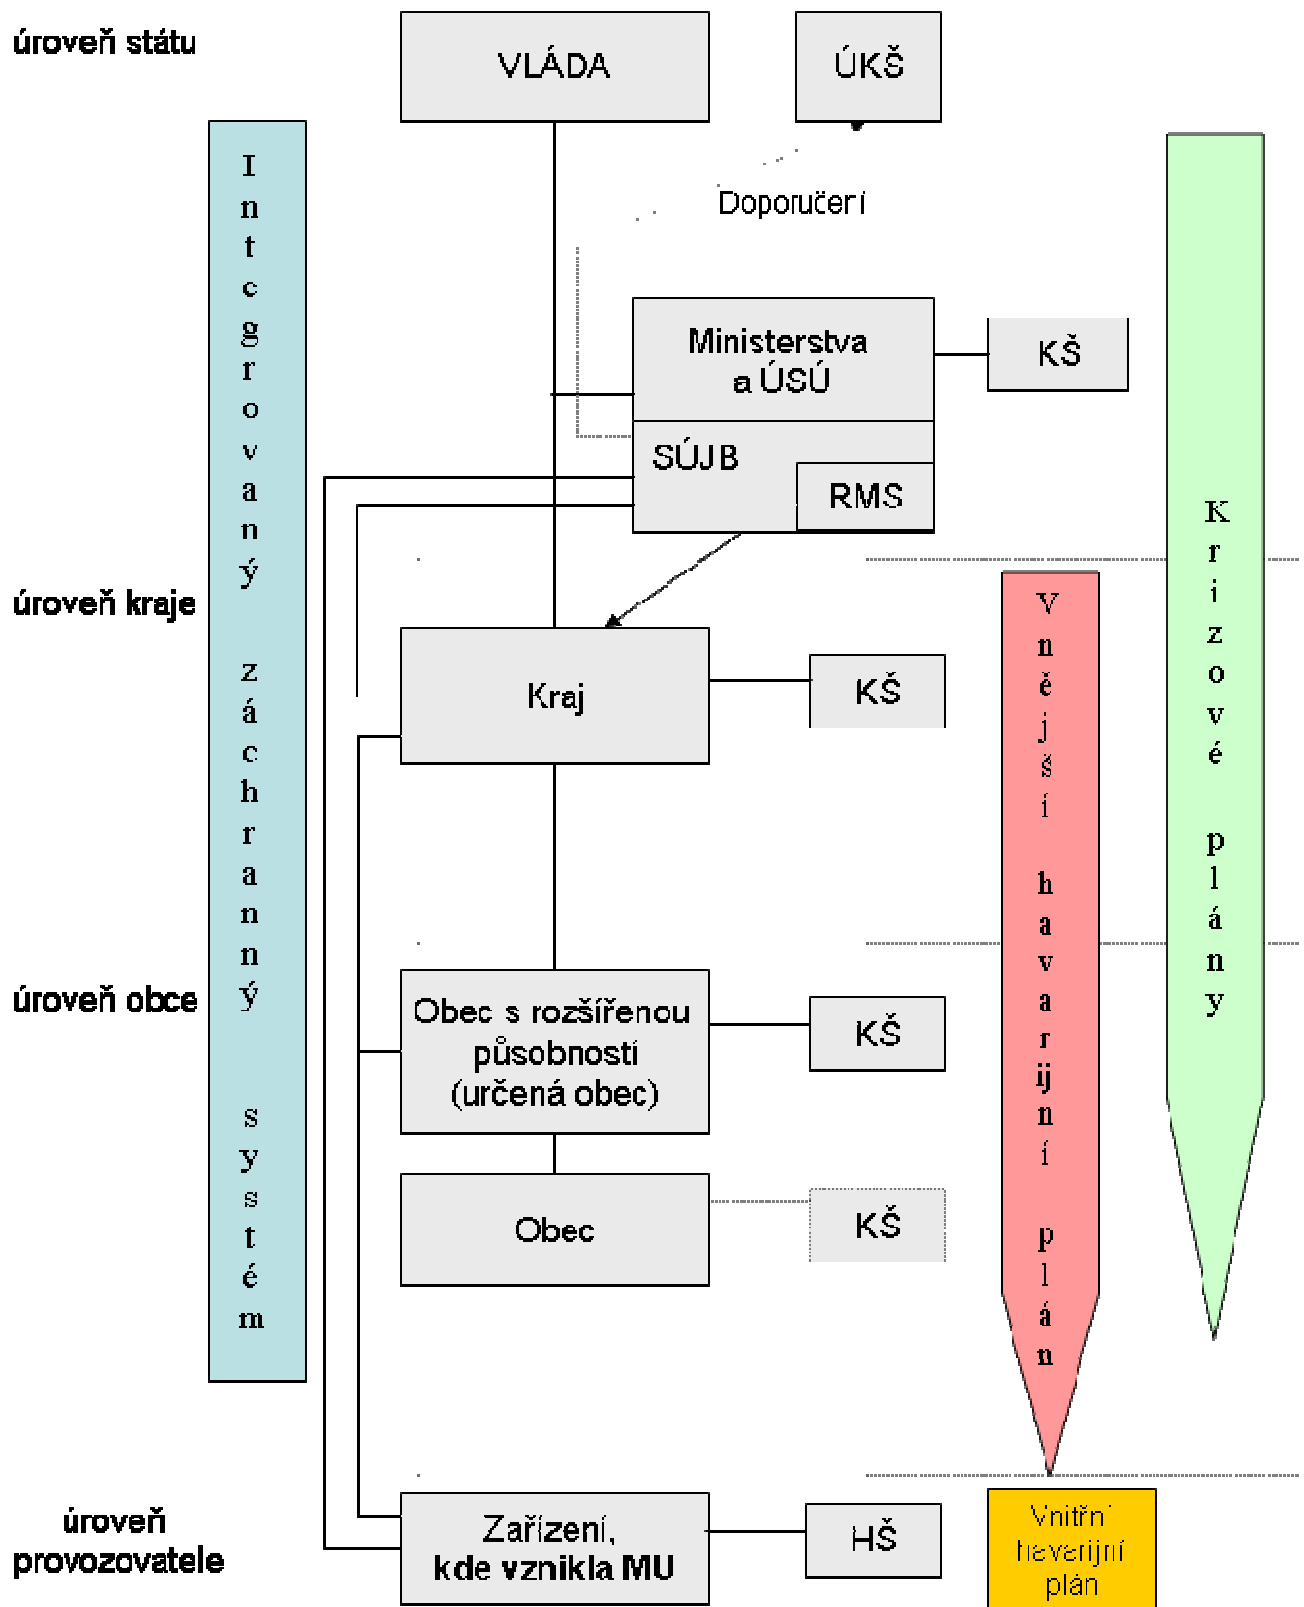 úroveň státu
VLÁDA
ÚKŠ
Doporučení
Ministerstva
a ÚSÚ
KŠ
SÚJB
RMS
úroveň kraje
Kraj
KŠ
úroveň obce
Obec s rozšířenou
působností
(určená obec)
KŠ
Obec
KŠ
úroveň
provozovatele
Zařízení,
kde vznikla MU
HŠ
Integrovaný záchranný systém
Vnější havarijní plán
Krizové plány
Vnitřní
havarijní
plán